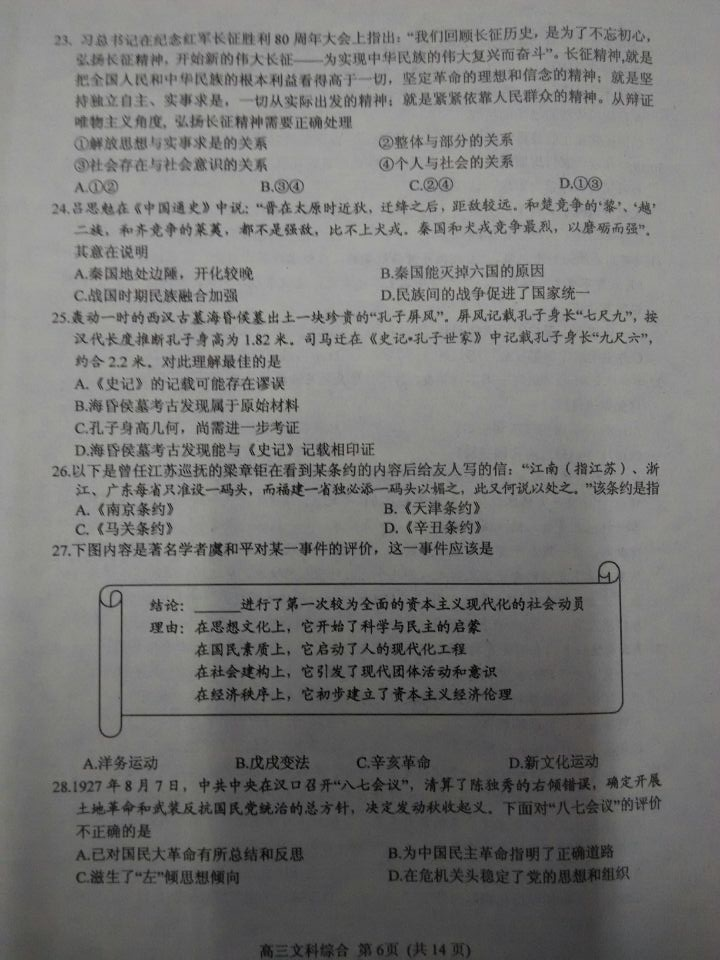 23. 习总书记在纪念红军长征胜利80周年大会上指出：“我们回顾长征历史，是为了不忘初心，
弘扬长征精神，开始新的伟大长征——为实现中华民族的伟大复兴而奋斗”。长征精神,就是
把全国人民和中华民族的根本利益看得高于一切，坚定革命的理想和信念的精神；就是坚
持独立自主、实事求是，一切从实际出发的精神；就是紧紧依靠人民群众的精神。从辩证
唯物主义角度，弘扬长征精神需要正确处理
①解放思想与实事求是的关系 ②整体与部分的关系
③社会存在与社会意识的关系 ④个人与社会的关系
A.①② B.③④ C.②④ D.①③
24.吕思勉在《中国通史》中说：“晋在太原时近狄，迁绛之后，距敌较远。和楚竞争的‘黎’、‘越’
二族，和齐竞争的莱夷，都不是强敌，比不上犬戎。秦国和犬戎竞争最烈，以磨砺而强”。
其意在说明
A.秦国地处边陲，开化较晚 B.秦国能灭掉六国的原因
C.战国时期民族融合加强 D.民族间的战争促进了国家统一
25.轰动一时的西汉古墓海昏侯墓出土一块珍贵的“孔子屏风”。屏风记载孔子身长“七尺九”，按
汉代长度推断孔子身高为1.82米。司马迁在《史记•孔子世家》中记载孔子身长“九尺六”，
约合2.2米。对此理解最佳的是
A.《史记》的记载可能存在谬误
B.海昏侯墓考古发现属于原始材料
C.孔子身高几何，尚需进一步考证
D.海昏侯墓考古发现能与《史记》记载相印证
26.以下是曾任江苏巡抚的梁章钜在看到某条约的内容后给友人写的信：“江南（指江苏）、浙
江、广东每省只准设一码头，而福建一省独必添一码头以媚之，此又何说以处之。”该条约是指
A.《南京条约》 B.《天津条约》
C.《马关条约》 D.《辛丑条约》
27.下图内容是著名学者虞和平对某一事件的评价，这一事件应该是
结论：______进行了第一次较为全面的资本主义现代化的社会动员
理由：在思想文化上，它开始了科学与民主的启蒙
在国民素质上，它启动了人的现代化工程
在社会建构上，它引发了现代团体活动和意识
在经济秩序上，它初步建立了资本主义经济伦理
A.洋务运动 B.戊戌变法 C.辛亥革命 D.新文化运动
28.1927年8月7日，中共中央在汉口召开“八七会议”，清算了陈独秀的右倾错误，确定开展
土地革命和武装反抗国民党统治的总方针，决定发动秋收起义。下面对“八七会议”的评价
不正确的是
A.已对国民大革命有所总结和反思 B.为中国民主革命指明了正确道路
C.滋生了“左”倾思想倾向 D.在危机关头稳定了党的思想和组织
高三文科综合 第6页 (共14页)